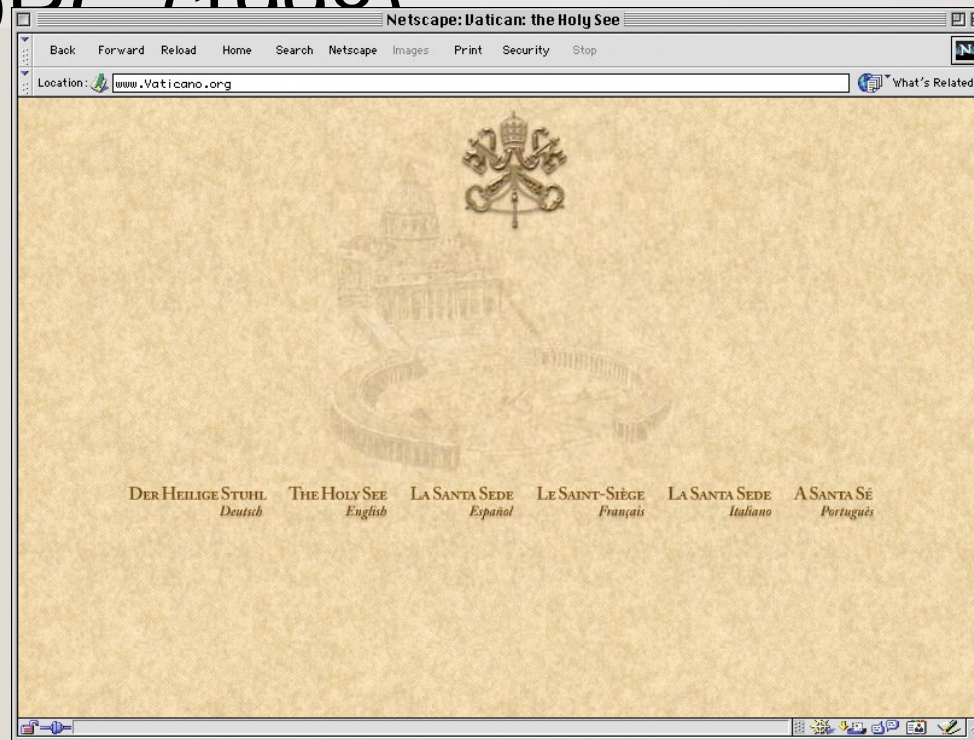 Netscape: Vatican: the Holy See
Back Forward Reload Home Search Netscape Images Print Security Stop
Location: www.Vaticano.org What's Related
DER HEILIGE STUHL THE HOLY SEE LA SANTA SEDE LE SAINT-SIÈGE LA SANTA SEDE A SANTA SÉ
Deutsch English Español Français Italiano Português